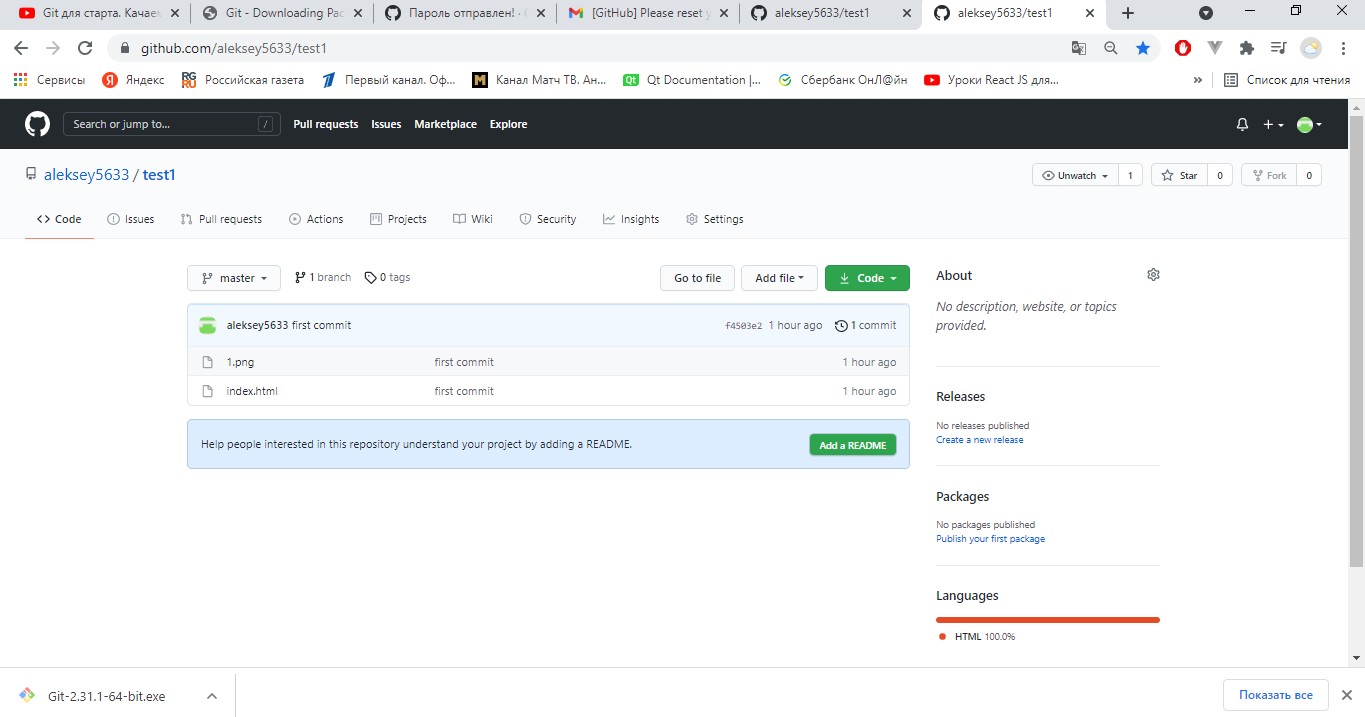 Git для старта. Качаем
Git - Downloading Pac
Пароль отправлен! ·
[GitHub] Please reset y
aleksey5633/test1
aleksey5633/test1
github.com/aleksey5633/test1
Сервисы
Яндекс
RG RU Российская газета
Первый канал. Оф...
Канал Матч ТВ. Ан...
Qt Qt Documentation |...
Сбербанк ОнЛ@йн
Уроки React JS для...
»
Список для чтения
Search or jump to... /
Pull requests
Issues
Marketplace
Explore
aleksey5633 / test1
Unwatch 1
Star 0
Fork 0
<> Code
Issues
Pull requests
Actions
Projects
Wiki
Security
Insights
Settings
master
1 branch
0 tags
Go to file
Add file
Code
aleksey5633 first commit f4503e2 1 hour ago 1 commit
1.png first commit 1 hour ago
index.html first commit 1 hour ago
Help people interested in this repository understand your project by adding a README.
Add a README
About
No description, website, or topics
provided.
Releases
No releases published
Create a new release
Packages
No packages published
Publish your first package
Languages
HTML 100.0%
Git-2.31.1-64-bit.exe
Показать все